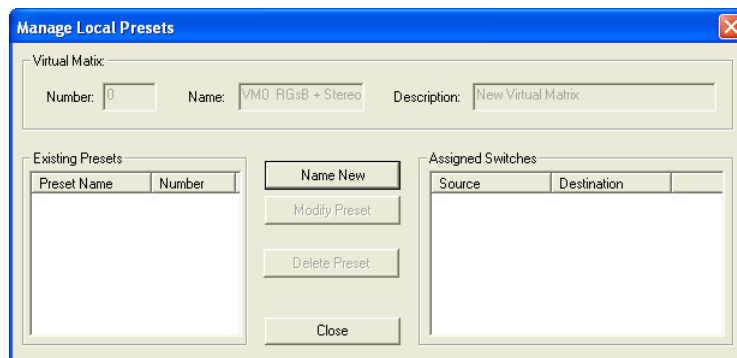 Manage Local Presets
Virtual Matix:
Number: 0 Name: VM0 RGsB + Stereo Description: New Virtual Matrix
Existing Presets
Preset Name Number
Name New
Modify Preset
Delete Preset
Close
Assigned Switches
Source Destination